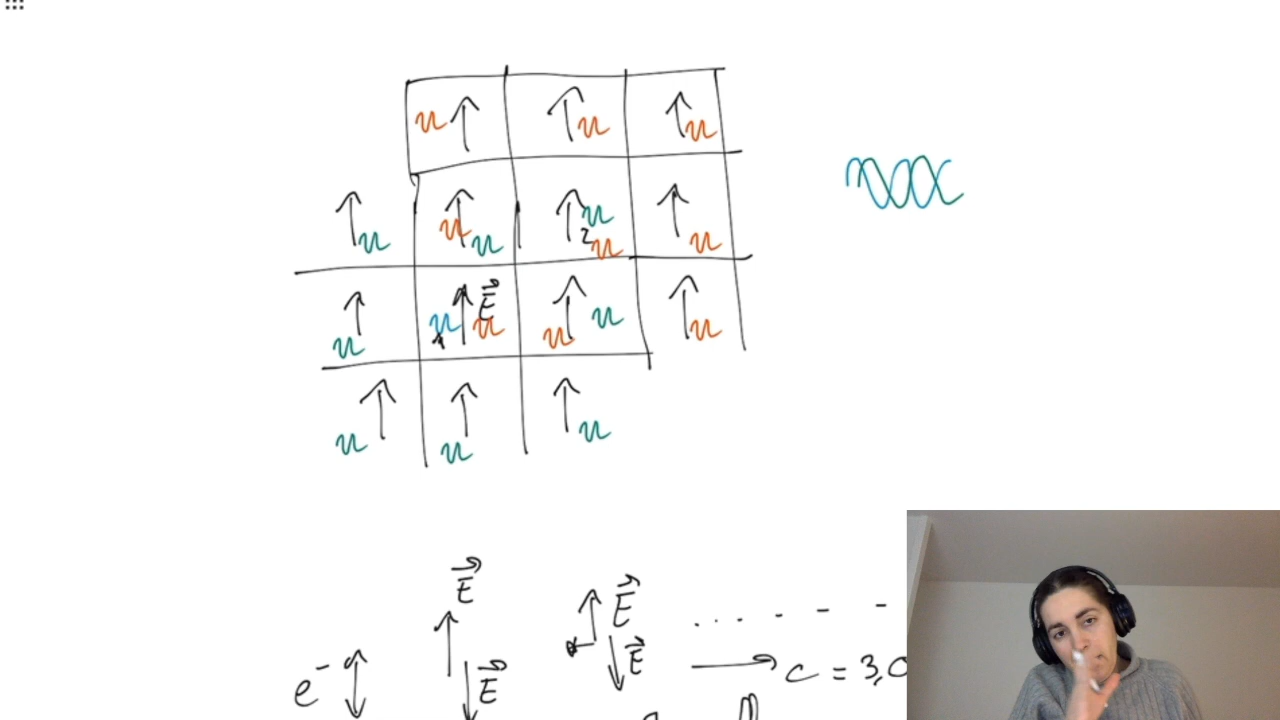 u u u
u u u u u u
u u u E⃗ u u u
u u u
E⃗ E⃗
e⁻ E⃗ E⃗ c = 3,0